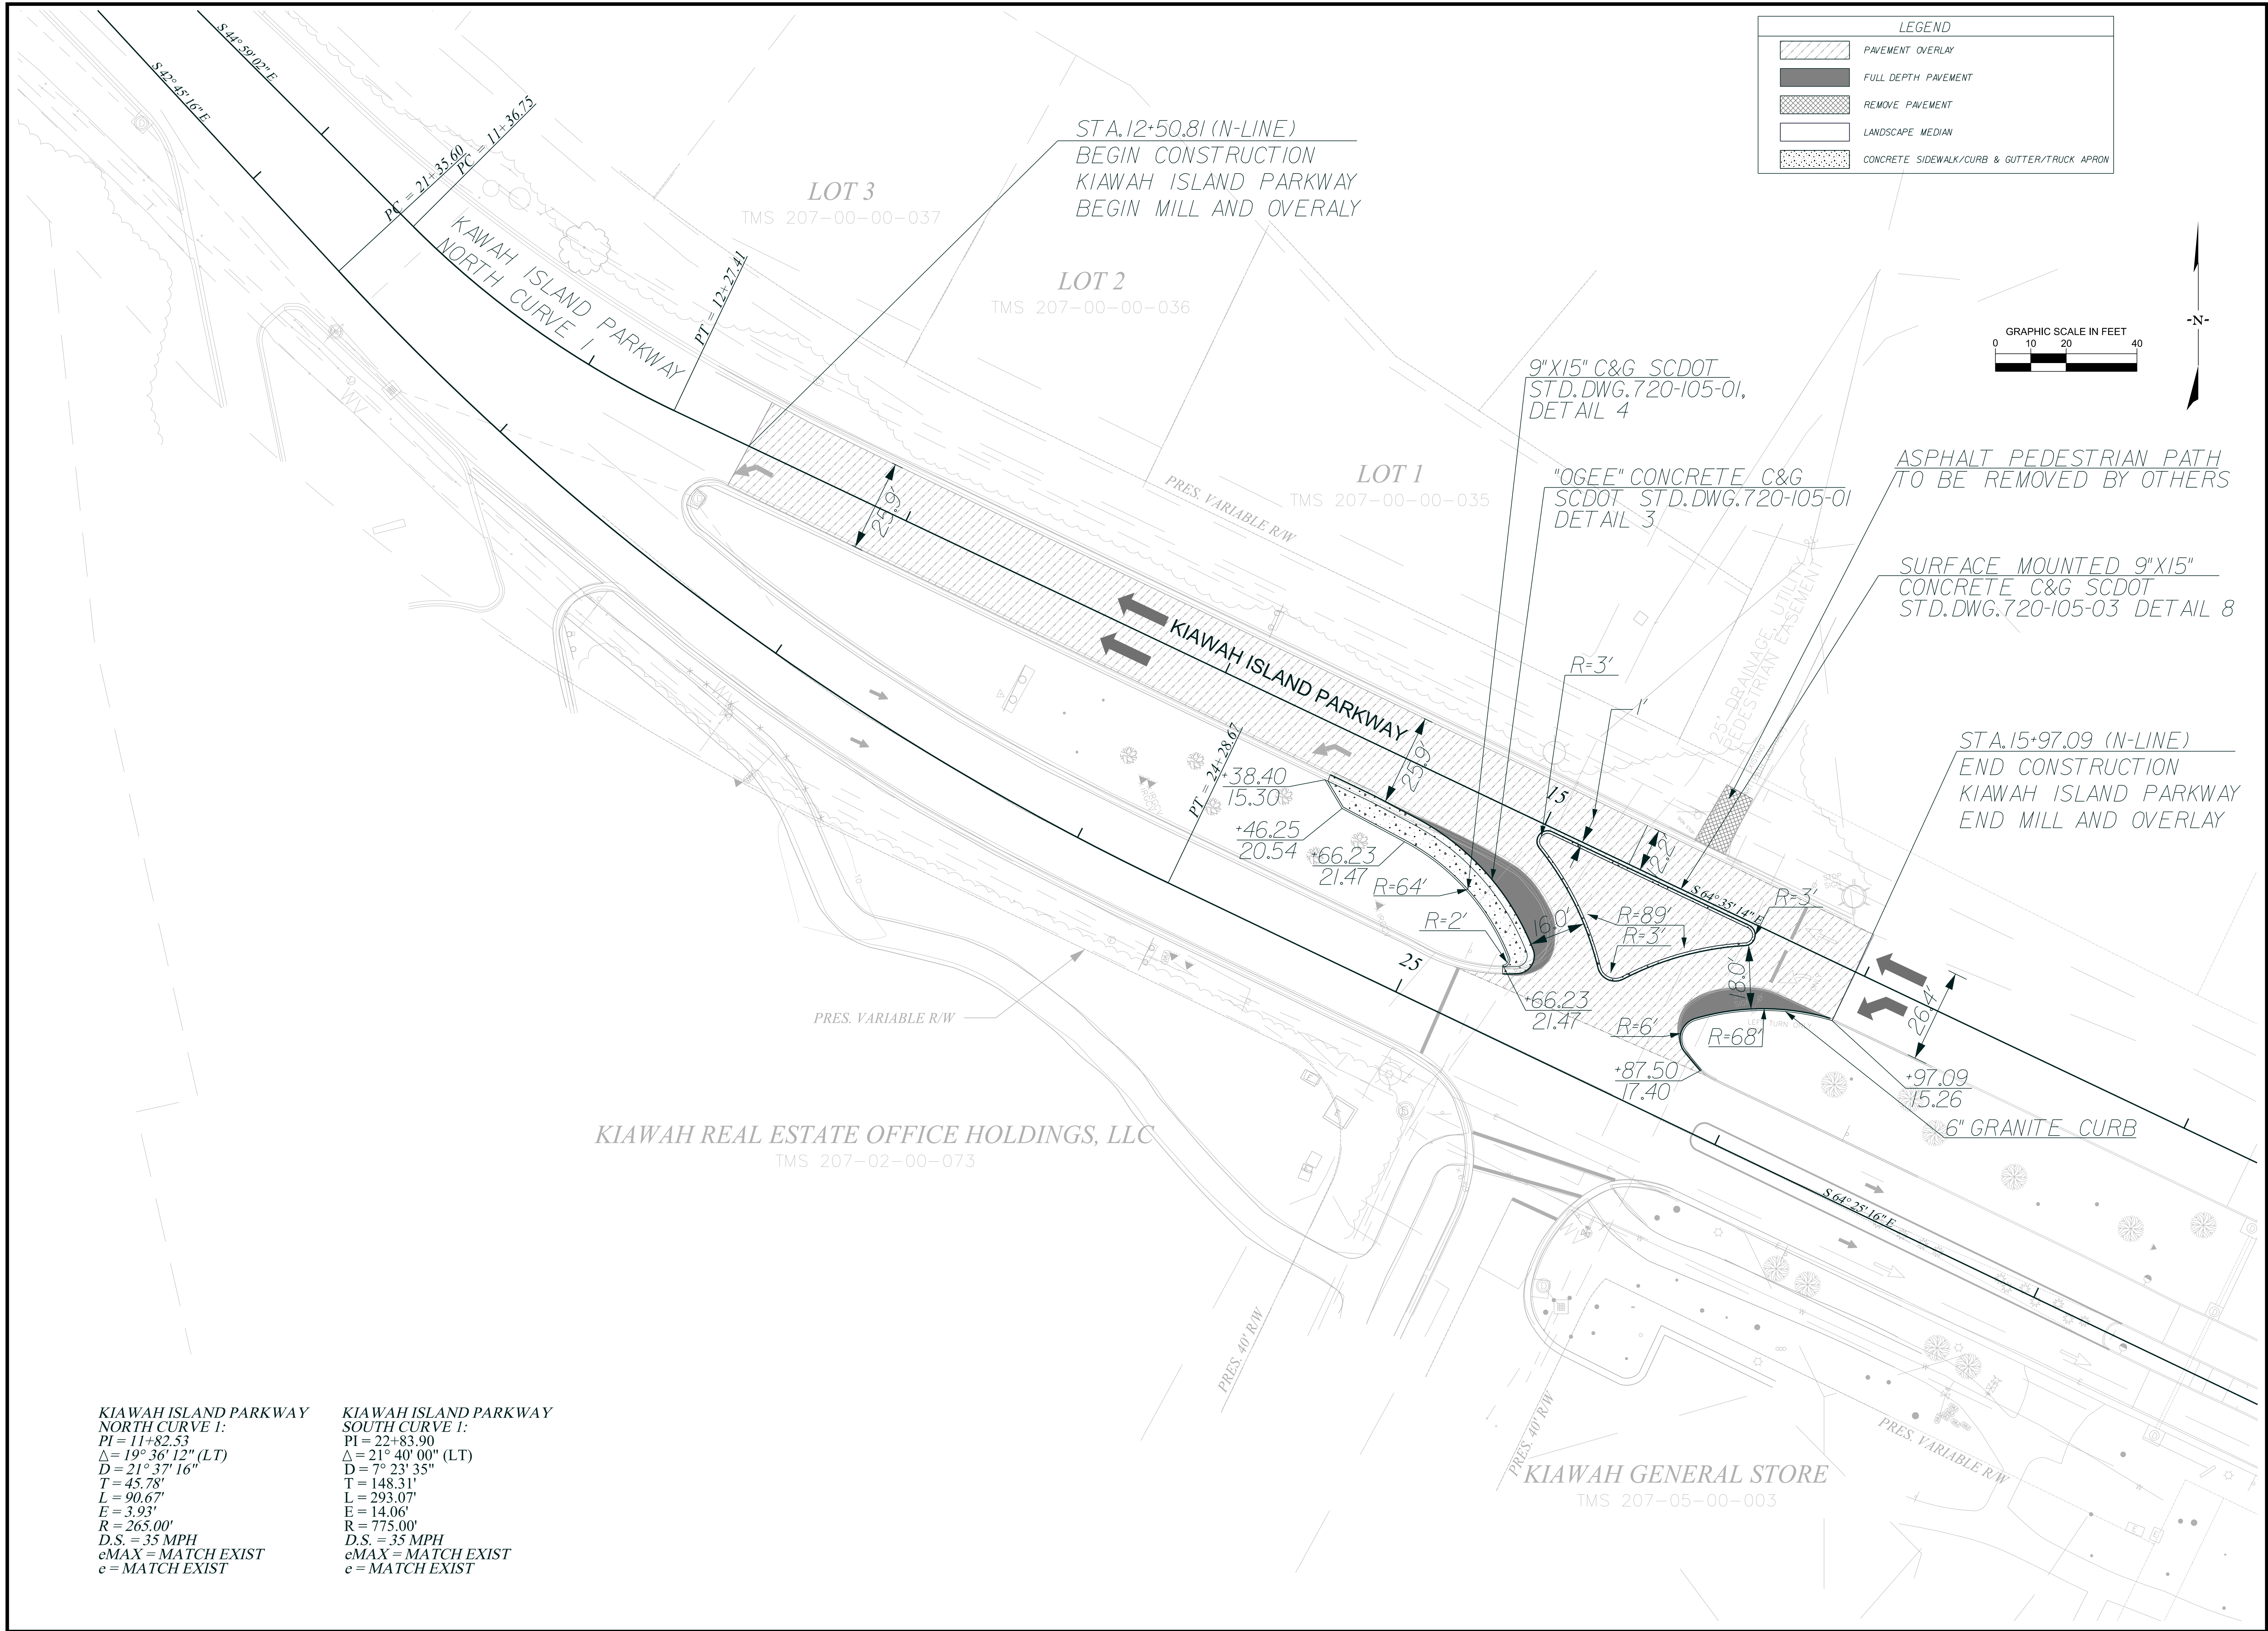 LEGEND
PAVEMENT OVERLAY
FULL DEPTH PAVEMENT
REMOVE PAVEMENT
LANDSCAPE MEDIAN
CONCRETE SIDEWALK/CURB & GUTTER/TRUCK APRON
S 44° 59' 02" E
S 42° 45' 16" E
PC = 21+35.60
PC = 11+36.75
KAWAH ISLAND PARKWAY
NORTH CURVE 1
PT = 12+27.41
STA.12+50.81 (N-LINE)
BEGIN CONSTRUCTION
KIAWAH ISLAND PARKWAY
BEGIN MILL AND OVERALY
LOT 3
TMS 207-00-00-037
LOT 2
TMS 207-00-00-036
LOT 1
TMS 207-00-00-035
PRES. VARIABLE R/W
GRAPHIC SCALE IN FEET
0 10 20 40
-N-
9"X15" C&G SCDOT
STD.DWG.720-105-01,
DETAIL 4
"OGEE" CONCRETE C&G
SCDOT STD.DWG.720-105-01
DETAIL 3
ASPHALT PEDESTRIAN PATH
TO BE REMOVED BY OTHERS
SURFACE MOUNTED 9"X15"
CONCRETE C&G SCDOT
STD.DWG.720-105-03 DETAIL 8
25' DRAINAGE, UTILITY
PEDESTRIAN EASEMENT
STA.15+97.09 (N-LINE)
END CONSTRUCTION
KIAWAH ISLAND PARKWAY
END MILL AND OVERLAY
25.9'
KIAWAH ISLAND PARKWAY
R=3'
1'
25.9'
PT = 24+28.67
+38.40
15.30
+46.25
20.54
+66.23
21.47
R=64'
R=2'
15
12.2'
S 64° 35' 14" E
R=3'
R=89'
R=3'
16.0'
18.0'
25
+66.23
21.47
R=6'
R=68'
LEFT TURN ONLY
26.4'
+87.50
17.40
+97.09
15.26
6" GRANITE CURB
PRES. VARIABLE R/W
KIAWAH REAL ESTATE OFFICE HOLDINGS, LLC
TMS 207-02-00-073
S 64° 25' 16" E
PRES. 40' R/W
PRES. 40' R/W
PRES. VARIABLE R/W
KIAWAH GENERAL STORE
TMS 207-05-00-003
KIAWAH ISLAND PARKWAY
NORTH CURVE 1:
PI = 11+82.53
Δ = 19° 36' 12" (LT)
D = 21° 37' 16"
T = 45.78'
L = 90.67'
E = 3.93'
R = 265.00'
D.S. = 35 MPH
eMAX = MATCH EXIST
e = MATCH EXIST
KIAWAH ISLAND PARKWAY
SOUTH CURVE 1:
PI = 22+83.90
Δ = 21° 40' 00" (LT)
D = 7° 23' 35"
T = 148.31'
L = 293.07'
E = 14.06'
R = 775.00'
D.S. = 35 MPH
eMAX = MATCH EXIST
e = MATCH EXIST